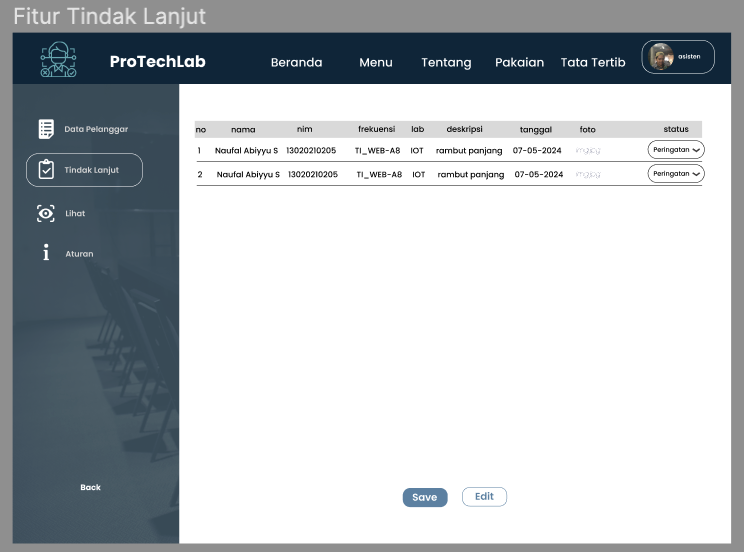 Fitur Tindak Lanjut
ProTechLab Beranda Menu Tentang Pakaian Tata Tertib asisten
Data Pelanggar
Tindak Lanjut
Lihat
Aturan
Back
no nama nim frekuensi lab deskripsi tanggal foto status
1 Naufal Abiyyu S 13020210205 TI_WEB-A8 IOT rambut panjang 07-05-2024 Peringatan
2 Naufal Abiyyu S 13020210205 TI_WEB-A8 IOT rambut panjang 07-05-2024 Peringatan
Save Edit